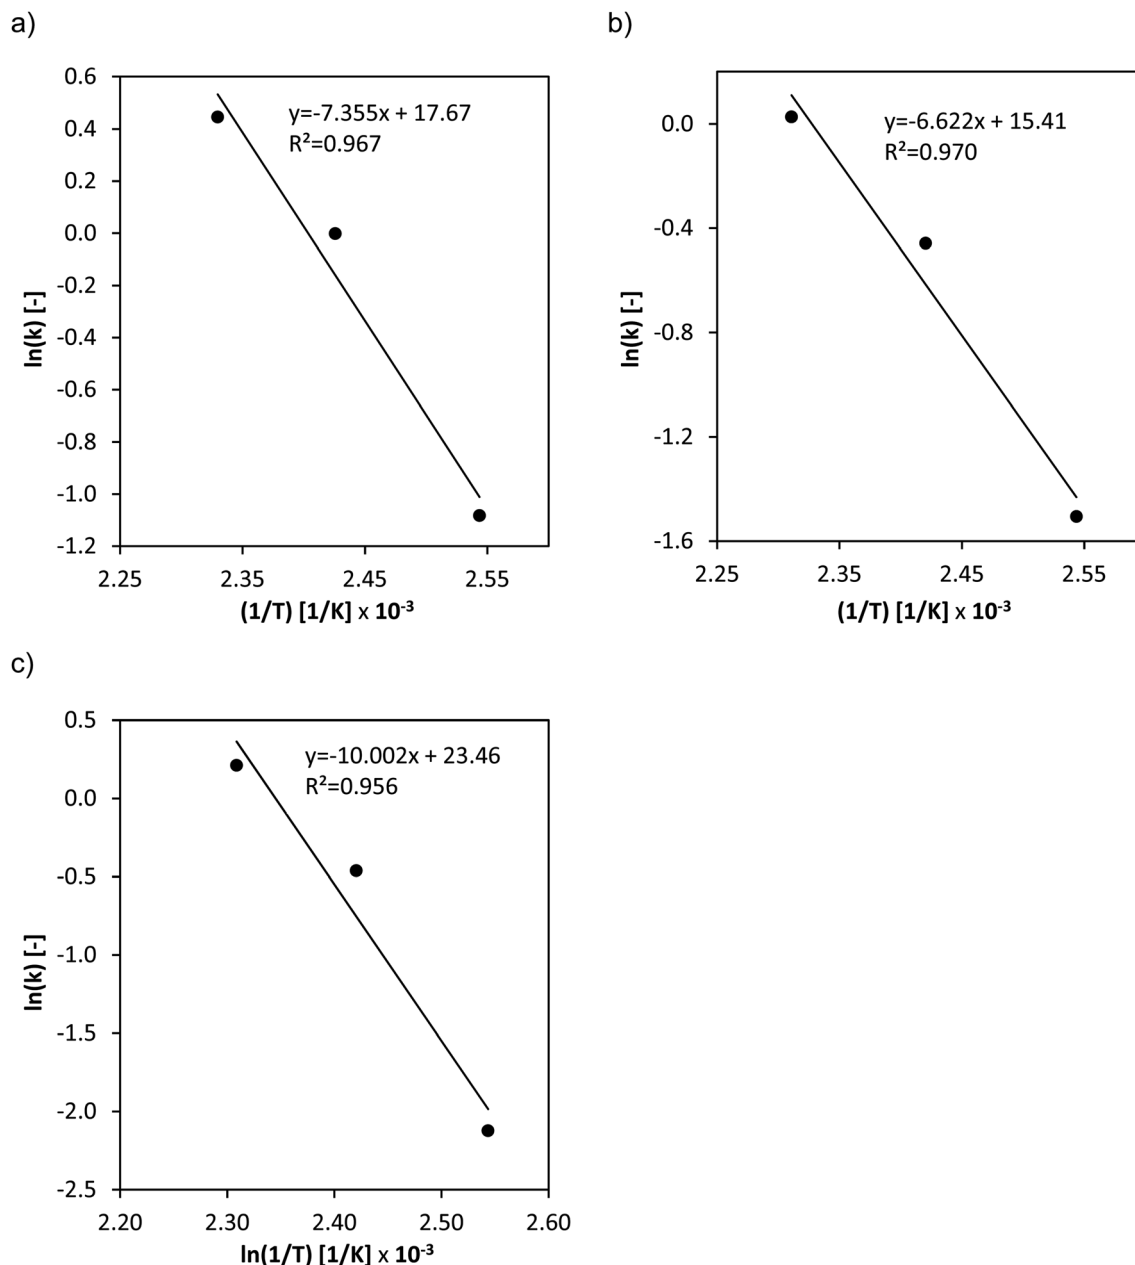 a)
0.6
0.4
0.2
0.0
-0.2
-0.4
-0.6
-0.8
-1.0
-1.2
ln(k) [-]
y=-7.355x + 17.67
R²=0.967
2.25 2.35 2.45 2.55
(1/T) [1/K] x 10⁻³
b)
0.0
-0.4
-0.8
-1.2
-1.6
ln(k) [-]
y=-6.622x + 15.41
R²=0.970
2.25 2.35 2.45 2.55
(1/T) [1/K] x 10⁻³
c)
0.5
0.0
-0.5
-1.0
-1.5
-2.0
-2.5
ln(k) [-]
y=-10.002x + 23.46
R²=0.956
2.20 2.30 2.40 2.50 2.60
ln(1/T) [1/K] x 10⁻³